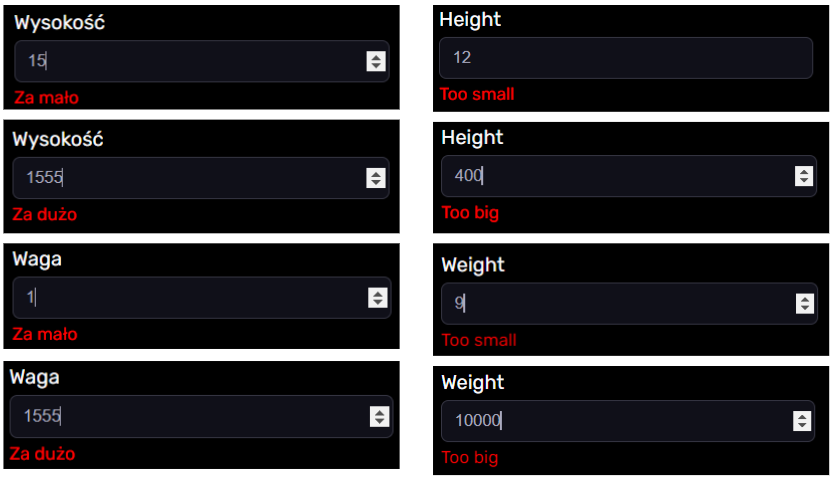 Wysokość
15
Za mało
Wysokość
1555
Za dużo
Waga
1
Za mało
Waga
1555
Za dużo
Height
12
Too small
Height
400
Too big
Weight
9
Too small
Weight
10000
Too big